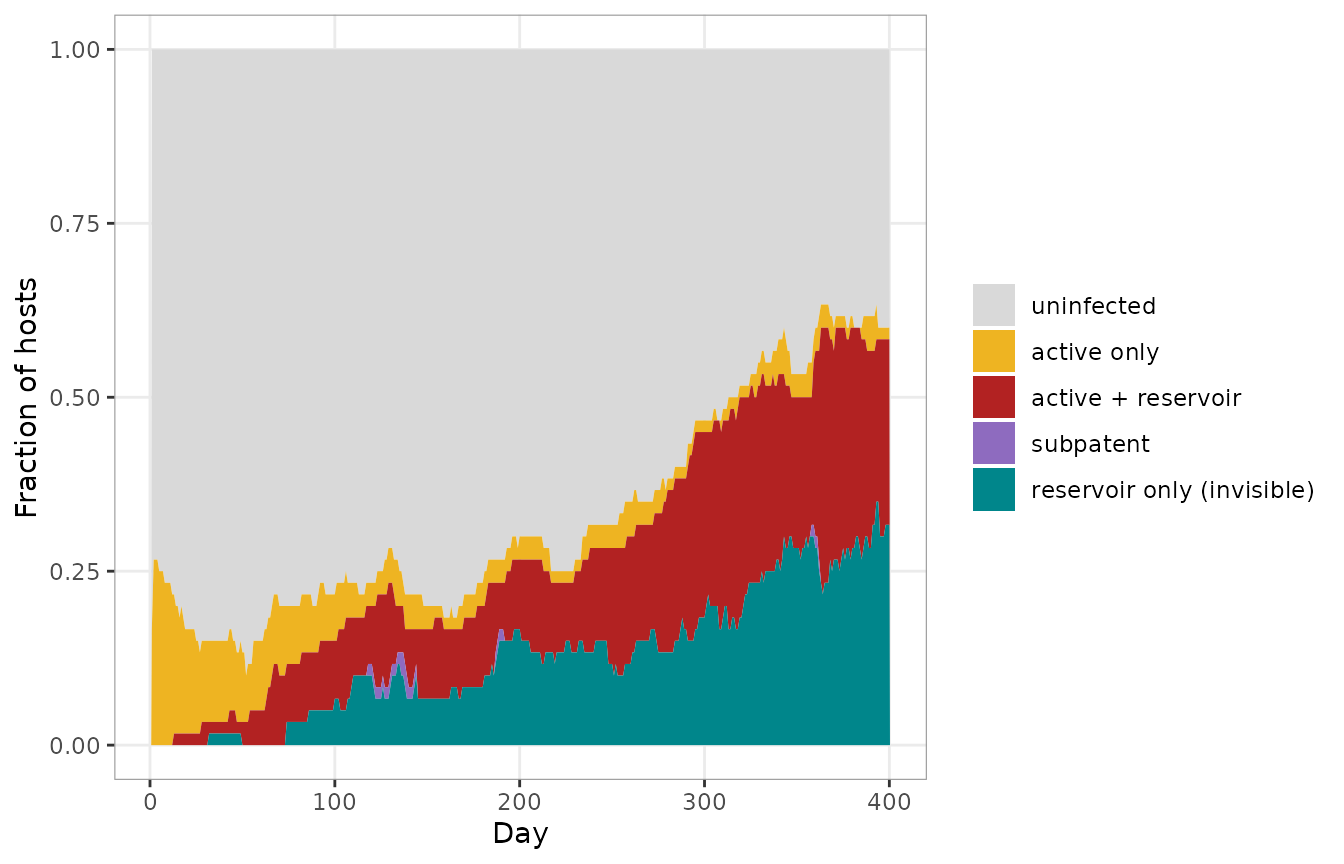 1.00
0.75
0.50
0.25
0.00
Fraction of hosts
0
100
200
300
400
Day
uninfected
active only
active + reservoir
subpatent
reservoir only (invisible)